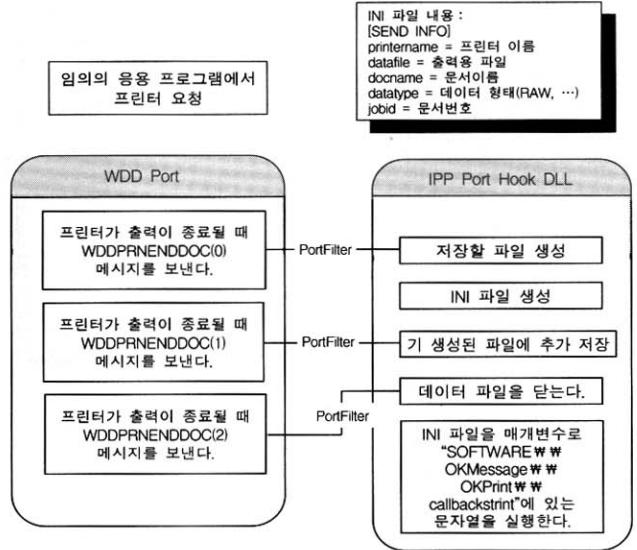 임의의 응용 프로그램에서
프린터 요청
INI 파일 내용 :
[SEND INFO]
printername = 프린터 이름
datafile = 출력용 파일
docname = 문서이름
datatype = 데이터 형태(RAW, …)
jobid = 문서번호
WDD Port
프린터가 출력이 종료될 때
WDDPRNENDDOC(0)
메시지를 보낸다.
프린터가 출력이 종료될 때
WDDPRNENDDOC(1)
메시지를 보낸다.
프린터가 출력이 종료될 때
WDDPRNENDDOC(2)
메시지를 보낸다.
PortFilter
PortFilter
PortFilter
IPP Port Hook DLL
저장할 파일 생성
INI 파일 생성
기 생성된 파일에 추가 저장
데이터 파일을 닫는다.
INI 파일을 매개변수로
“SOFTWARE₩₩
OKMessage₩₩
OKPrint₩₩
callbackstrint”에 있는
문자열을 실행한다.